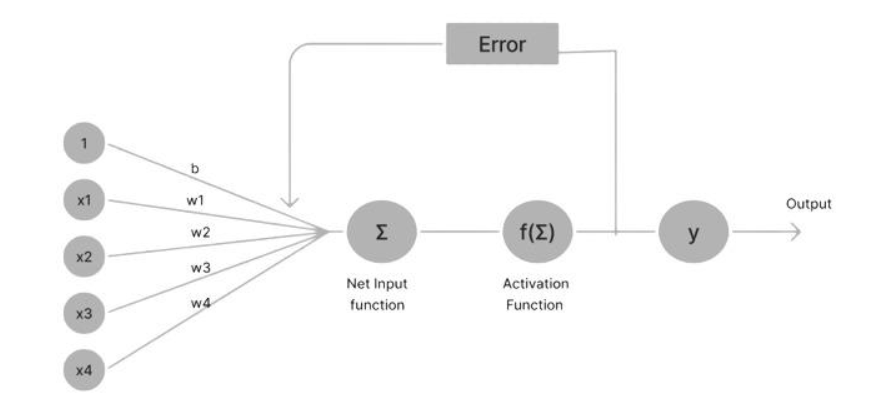 Error
1
b
x1
w1
x2
w2
x3
w3
x4
w4
Σ
Net Input
function
f(Σ)
Activation
Function
y
Output